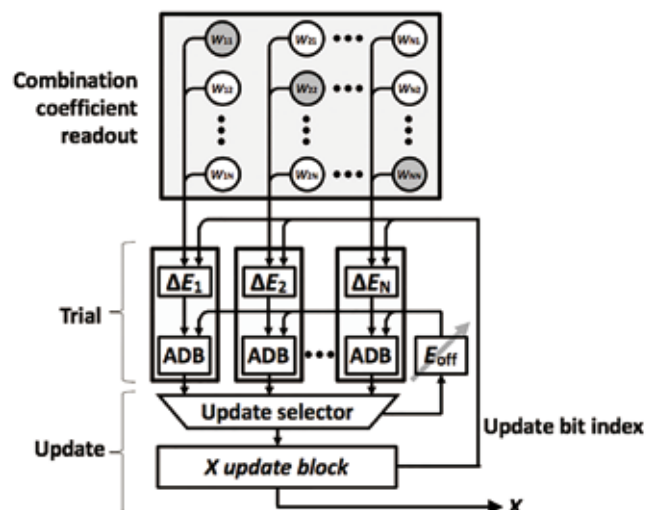 W11 W21 ••• WN1
Combination
coefficient
readout
W12 W22 ••• WN2
W1N W2N ••• WNN
Trial
ΔE1 ΔE2 ΔEN
ADB ADB ••• ADB Eoff
Update
Update selector
Update bit index
X update block
X